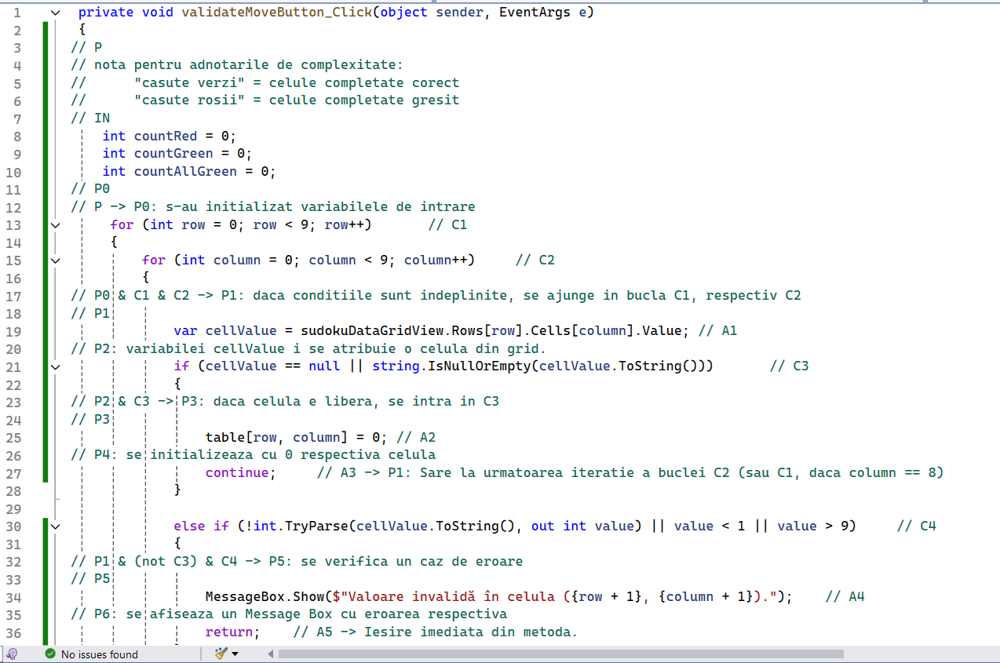 1 private void validateMoveButton_Click(object sender, EventArgs e)
2 {
3 // P
4 // nota pentru adnotarile de complexitate:
5 //      "casute verzi" = celule completate corect
6 //      "casute rosii" = celule completate gresit
7 // IN
8 int countRed = 0;
9 int countGreen = 0;
10 int countAllGreen = 0;
11 // P0
12 // P -> P0: s-au initializat variabilele de intrare
13 for (int row = 0; row < 9; row++)       // C1
14 {
15 for (int column = 0; column < 9; column++)     // C2
16 {
17 // P0 & C1 & C2 -> P1: daca conditiile sunt indeplinite, se ajunge in bucla C1, respectiv C2
18 // P1
19 var cellValue = sudokuDataGridView.Rows[row].Cells[column].Value; // A1
20 // P2: variabilei cellValue i se atribuie o celula din grid.
21 if (cellValue == null || string.IsNullOrEmpty(cellValue.ToString()))       // C3
22 {
23 // P2 & C3 -> P3: daca celula e libera, se intra in C3
24 // P3
25 table[row, column] = 0; // A2
26 // P4: se initializeaza cu 0 respectiva celula
27 continue;     // A3 -> P1: Sare la urmatoarea iteratie a buclei C2 (sau C1, daca column == 8)
28 }
29
30 else if (!int.TryParse(cellValue.ToString(), out int value) || value < 1 || value > 9)     // C4
31 {
32 // P1 & (not C3) & C4 -> P5: se verifica un caz de eroare
33 // P5
34 MessageBox.Show($"Valoare invalidă în celula ({row + 1}, {column + 1}).");    // A4
35 // P6: se afiseaza un Message Box cu eroarea respectiva
36 return;    // A5 -> Iesire imediata din metoda.
No issues found